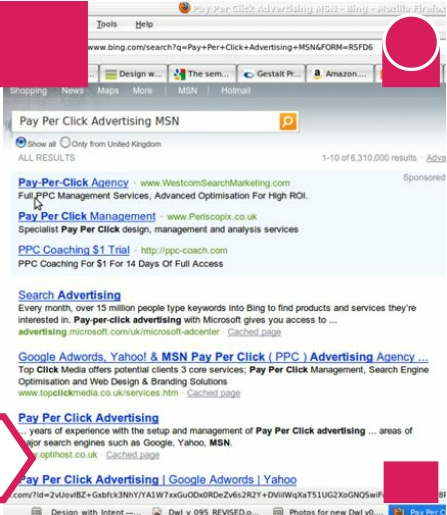 Pay Per Click Advertising MSN - Bing - Mozilla Firefox
Tools Help
www.bing.com/search?q=Pay+Per+Click+Advertising+MSN&FORM=R5FD6
Design w... The sem... Gestalt Pr... Amazon....
Shopping News Maps More MSN Hotmail
Pay Per Click Advertising MSN
Show all Only from United Kingdom
ALL RESULTS 1-10 of 6,310,000 results · Adva
Pay-Per-Click Agency · www.WestcomSearchMarketing.com Sponsored
Full PPC Management Services, Advanced Optimisation For High ROI.
Pay Per Click Management · www.Periscopix.co.uk
Specialist Pay Per Click design, management and analysis services
PPC Coaching $1 Trial · http://ppc-coach.com
PPC Coaching For $1 For 14 Days Of Full Access
Search Advertising
Every month, over 15 million people type keywords into Bing to find products and services they're
interested in. Pay-per-click advertising with Microsoft gives you access to ...
advertising.microsoft.com/uk/microsoft-adcenter · Cached page
Google Adwords, Yahoo! & MSN Pay Per Click ( PPC ) Advertising Agency ...
Top Click Media offers potential clients 3 core services; Pay Per Click Management, Search Engine
Optimisation and Web Design & Branding Solutions
www.topclickmedia.co.uk/services.htm · Cached page
Pay Per Click Advertising
... years of experience with the setup and management of Pay Per Click advertising ... areas of
major search engines such as Google, Yahoo, MSN.
.optihost.co.uk · Cached page
Pay Per Click Advertising | Google Adwords | Yahoo
Design with Intent —... Dwl v 095 REVISED.o... Photos for new Dwl v0... Pay Per C